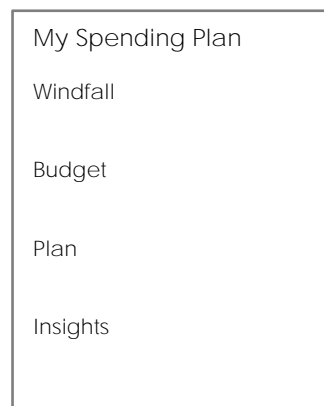 My Spending Plan
Windfall
Budget
Plan
Insights